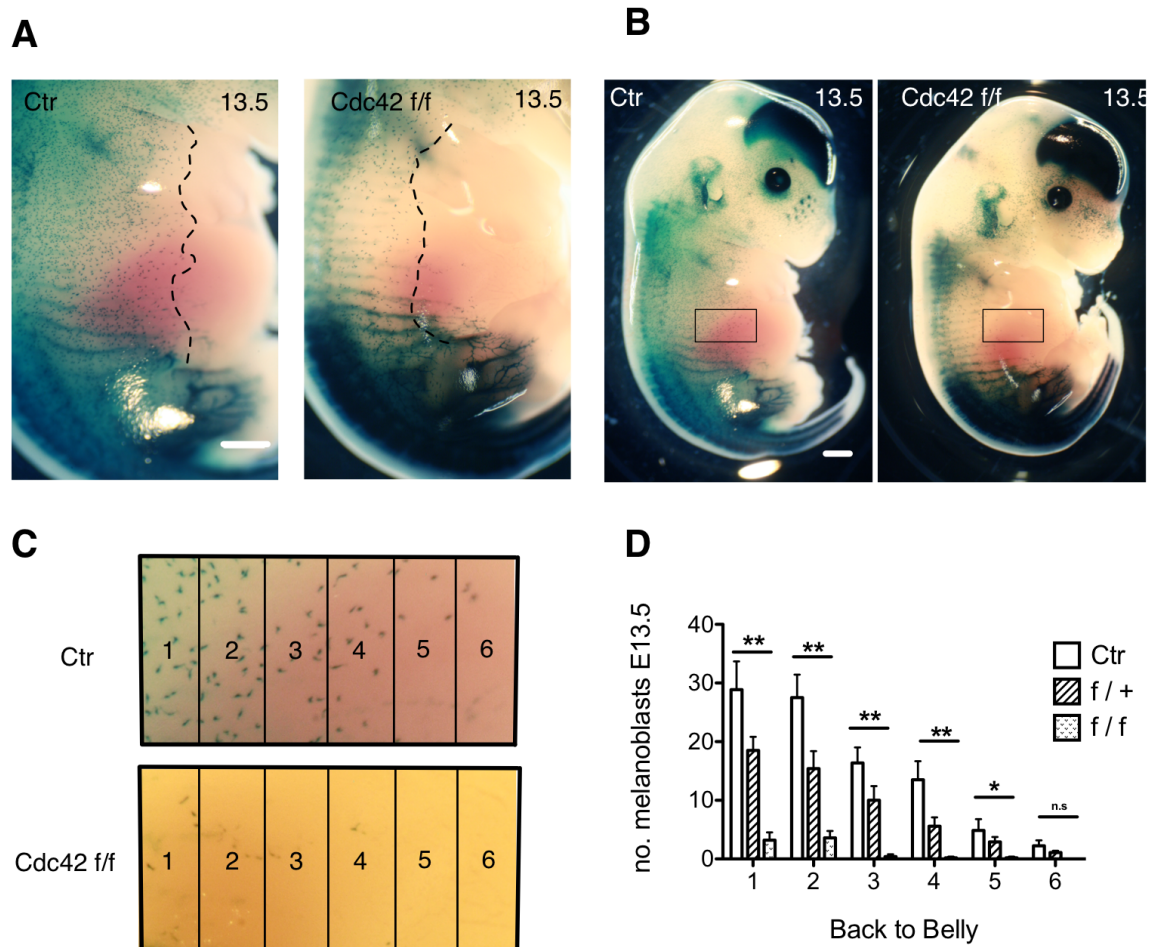 A
B
Ctr 13.5
Cdc42 f/f 13.5
Ctr 13.5
Cdc42 f/f 13.5
C
D
Ctr
1 2 3 4 5 6
Cdc42 f/f
1 2 3 4 5 6
no. melanoblasts E13.5
40
30
20
10
0
** ** ** ** * n.s
1 2 3 4 5 6
Back to Belly
Ctr
f / +
f / f